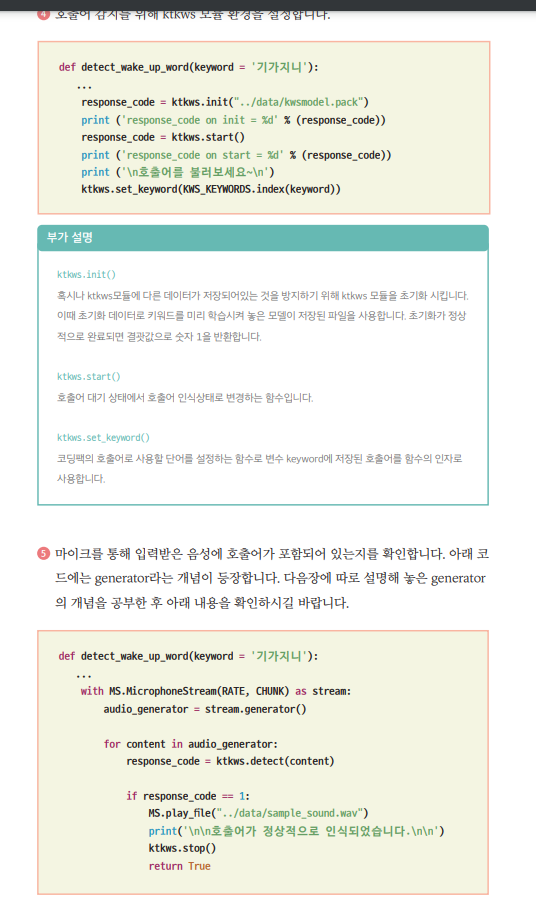 4 호출어 감지를 위해 ktkws 모듈 환경을 설정합니다.
def detect_wake_up_word(keyword = '기가지니'):
...
response_code = ktkws.init("../data/kwsmodel.pack")
print ('response_code on init = %d' % (response_code))
response_code = ktkws.start()
print ('response_code on start = %d' % (response_code))
print ('\n호출어를 불러보세요~\n')
ktkws.set_keyword(KWS_KEYWORDS.index(keyword))
부가 설명
ktkws.init()
혹시나 ktkws모듈에 다른 데이터가 저장되어있는 것을 방지하기 위해 ktkws 모듈을 초기화 시킵니다.
이때 초기화 데이터로 키워드를 미리 학습시켜 놓은 모델이 저장된 파일을 사용합니다. 초기화가 정상
적으로 완료되면 결괏값으로 숫자 1을 반환합니다.
ktkws.start()
호출어 대기 상태에서 호출어 인식상태로 변경하는 함수입니다.
ktkws.set_keyword()
코딩팩의 호출어로 사용할 단어를 설정하는 함수로 변수 keyword에 저장된 호출어를 함수의 인자로
사용합니다.
5 마이크를 통해 입력받은 음성에 호출어가 포함되어 있는지를 확인합니다. 아래 코
드에는 generator라는 개념이 등장합니다. 다음장에 따로 설명해 놓은 generator
의 개념을 공부한 후 아래 내용을 확인하시길 바랍니다.
def detect_wake_up_word(keyword = '기가지니'):
...
with MS.MicrophoneStream(RATE, CHUNK) as stream:
audio_generator = stream.generator()
for content in audio_generator:
response_code = ktkws.detect(content)
if response_code == 1:
MS.play_file("../data/sample_sound.wav")
print('\n\n호출어가 정상적으로 인식되었습니다.\n\n')
ktkws.stop()
return True